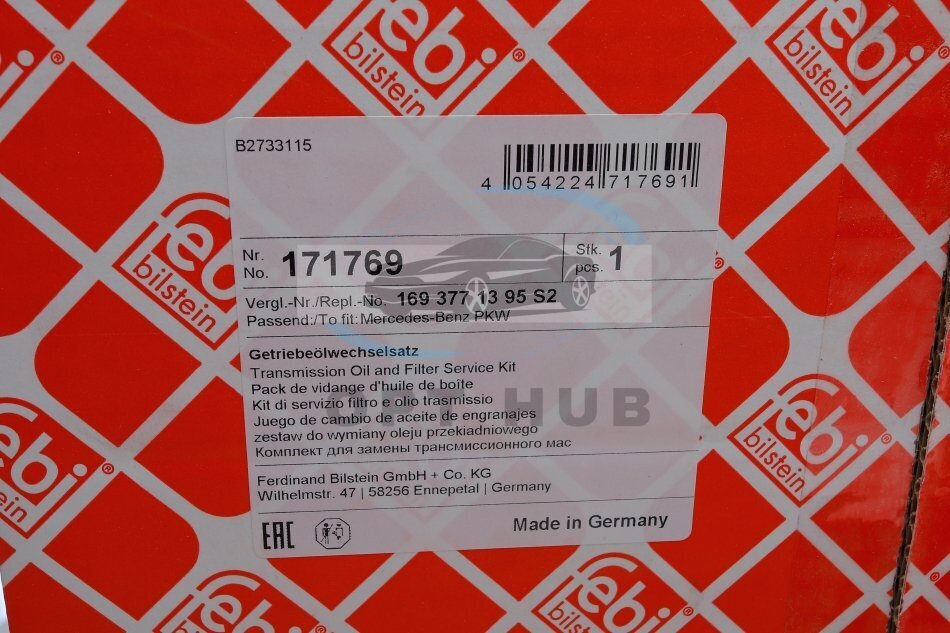 febi bilstein
B2733115
4 054224 717691
Nr. No. 171769 Stk. pcs. 1
Vergl.-Nr./Repl.-No. 169 377 13 95 S2
Passend:/To fit: Mercedes-Benz PKW
Getriebeölwechselsatz
Transmission Oil and Filter Service Kit
Pack de vidange d'huile de boîte
Kit di servizio filtro e olio trasmissio
Juego de cambio de aceite de engranajes
zestaw do wymiany oleju przekładniowego
Комплект для замены трансмиссионного мас
Ferdinand Bilstein GmbH + Co. KG
Wilhelmstr. 47 | 58256 Ennepetal | Germany
EAC
Made in Germany